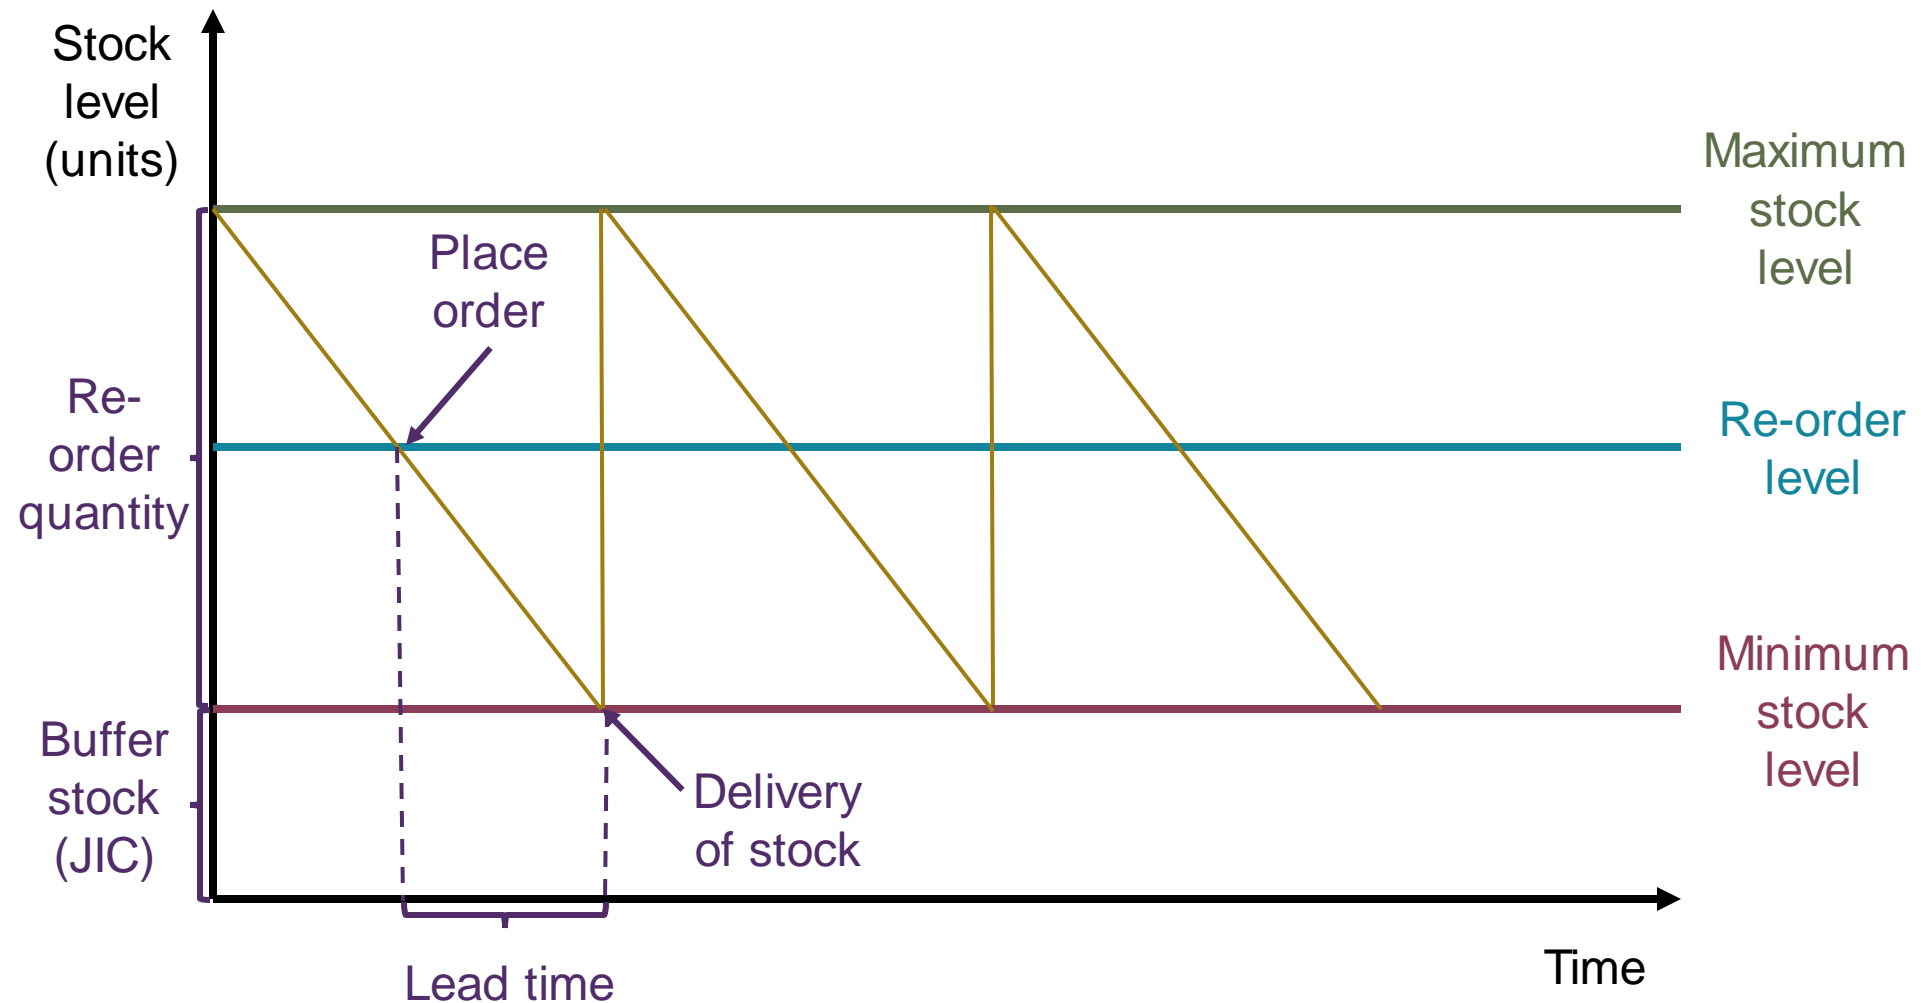 Stock
level
(units)
Maximum
stock
level
Place
order
Re-
order
quantity
Re-order
level
Minimum
stock
level
Buffer
stock
(JIC)
Delivery
of stock
Lead time
Time